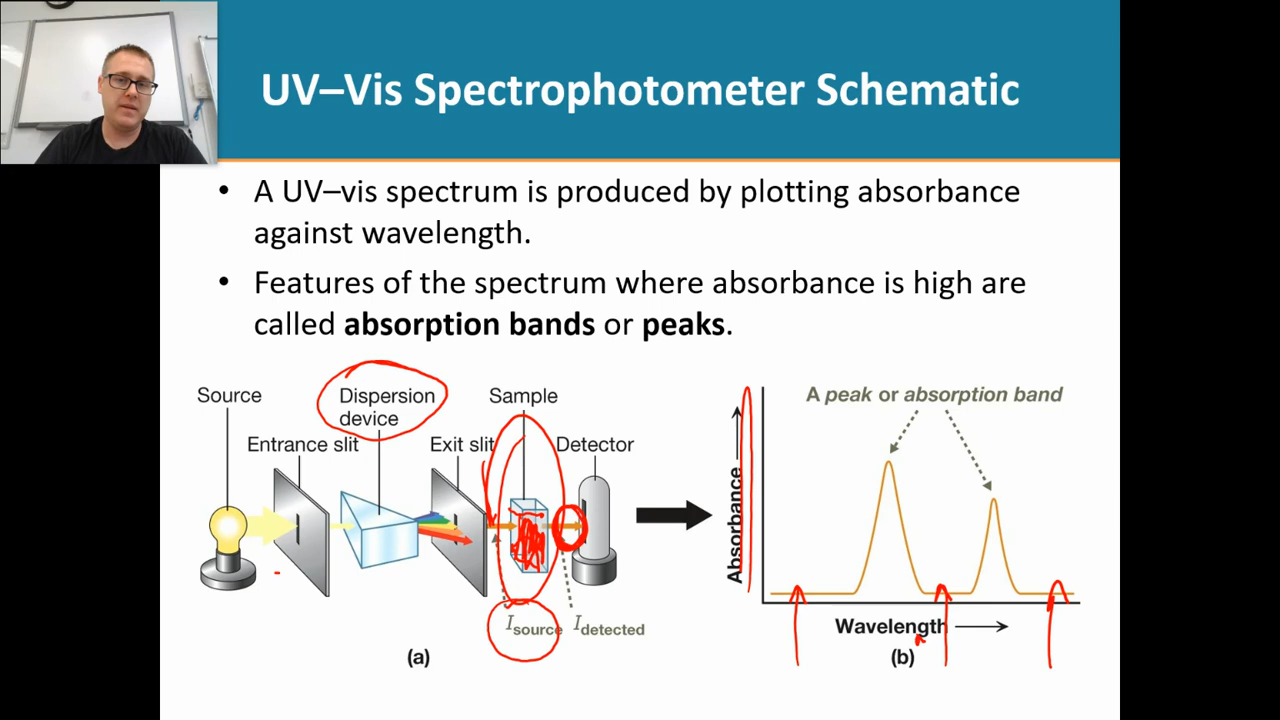 UV–Vis Spectrophotometer Schematic
• A UV–vis spectrum is produced by plotting absorbance
against wavelength.
• Features of the spectrum where absorbance is high are
called absorption bands or peaks.
Source
Dispersion
device
Sample
Entrance slit
Exit slit
Detector
I source
I detected
(a)
A peak or absorption band
Absorbance
Wavelength
(b)